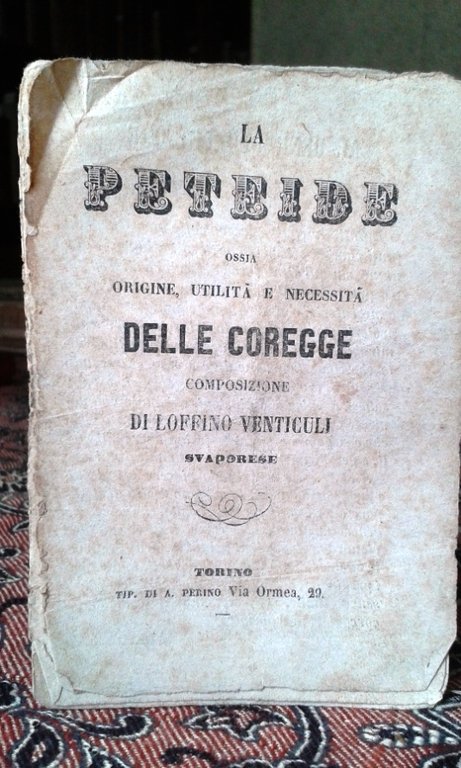 LA
PETEIDE
OSSIA
ORIGINE, UTILITÀ E NECESSITÀ
DELLE COREGGE
COMPOSIZIONE
DI LOFFINO VENTICULI
SVAPORESE
TORINO
TIP. DI A. PERINO Via Ormea, 29.